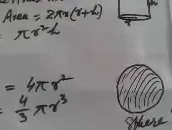 Area = 2πr(r+h)
= πr²h
= 4πr²
= 4/3 πr³
Sphere